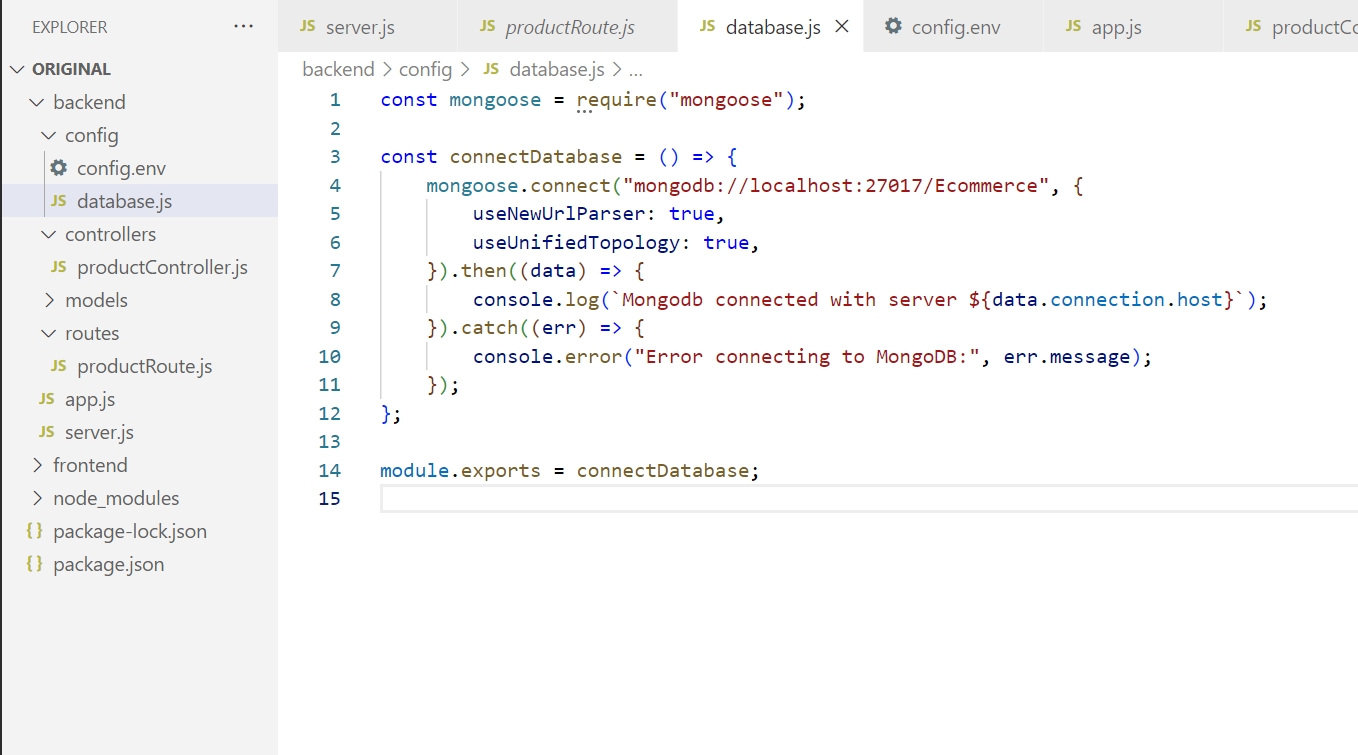 EXPLORER ...
JS server.js JS productRoute.js JS database.js config.env JS app.js JS productCo
ORIGINAL
backend
config
config.env
JS database.js
controllers
JS productController.js
models
routes
JS productRoute.js
JS app.js
JS server.js
frontend
node_modules
{} package-lock.json
{} package.json
backend > config > JS database.js > ...
1 const mongoose = require("mongoose");
2
3 const connectDatabase = () => {
4 mongoose.connect("mongodb://localhost:27017/Ecommerce", {
5 useNewUrlParser: true,
6 useUnifiedTopology: true,
7 }).then((data) => {
8 console.log(`Mongodb connected with server ${data.connection.host}`);
9 }).catch((err) => {
10 console.error("Error connecting to MongoDB:", err.message);
11 });
12 };
13
14 module.exports = connectDatabase;
15